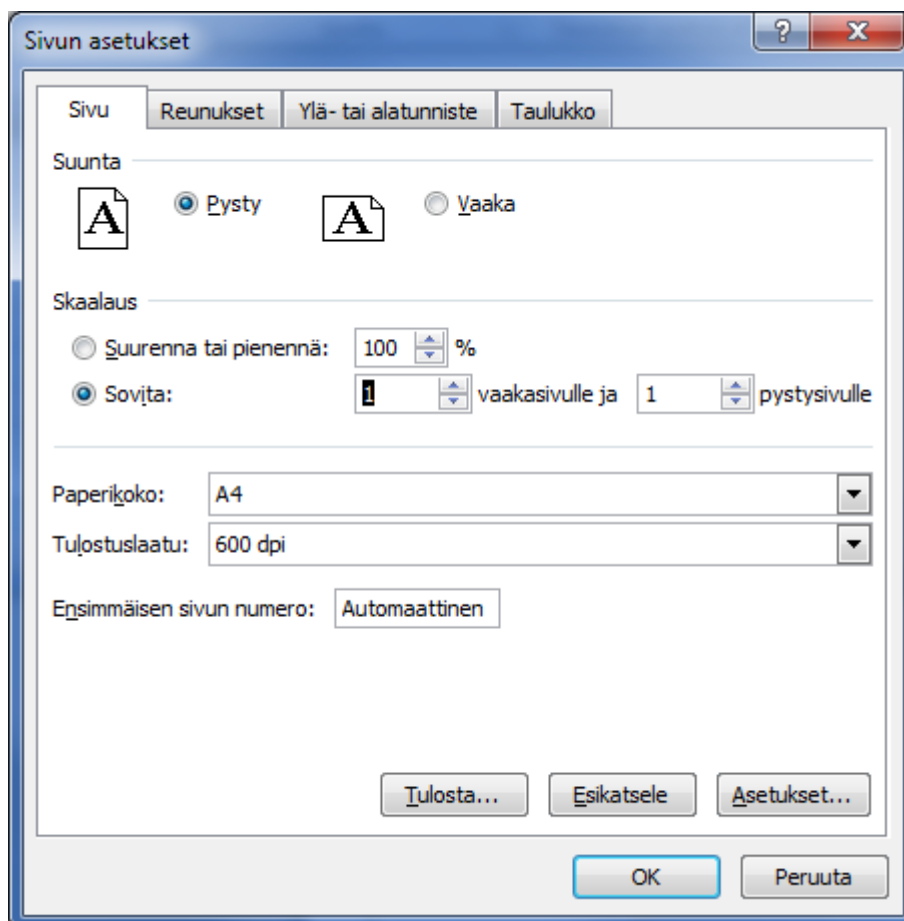 Sivun asetukset
Sivu Reunukset Ylä- tai alatunniste Taulukko
Suunta
A Pysty A Vaaka
Skaalaus
Suurenna tai pienennä: 100 %
Sovita: 1 vaakasivulle ja 1 pystysivulle
Paperikoko: A4
Tulostuslaatu: 600 dpi
Ensimmäisen sivun numero: Automaattinen
Tulosta... Esikatsele Asetukset...
OK Peruuta